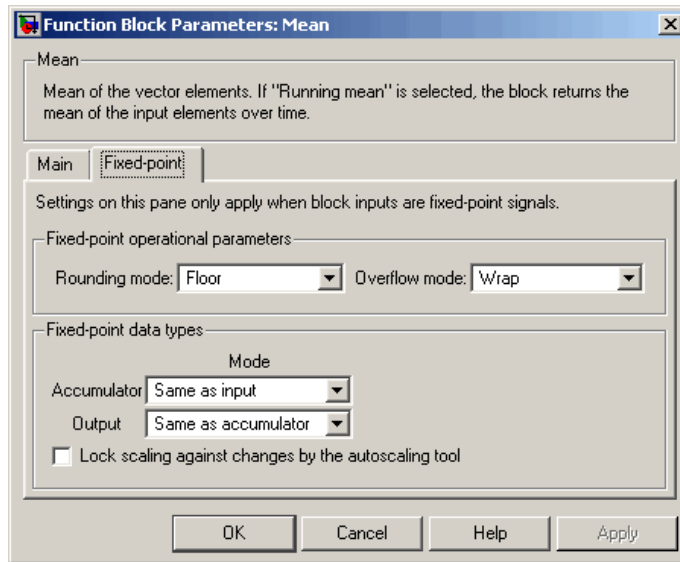 Function Block Parameters: Mean
Mean
Mean of the vector elements. If "Running mean" is selected, the block returns the
mean of the input elements over time.
Main Fixed-point
Settings on this pane only apply when block inputs are fixed-point signals.
Fixed-point operational parameters
Rounding mode: Floor Overflow mode: Wrap
Fixed-point data types
Mode
Accumulator Same as input
Output Same as accumulator
Lock scaling against changes by the autoscaling tool
OK Cancel Help Apply